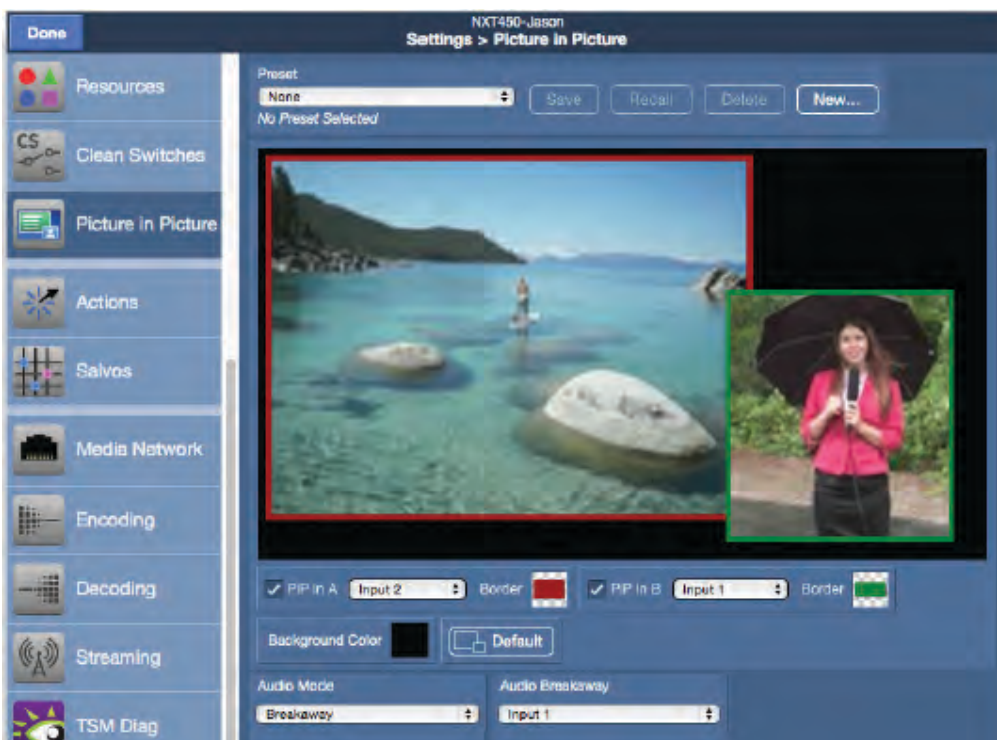 Done
NXT450-Jason
Settings > Picture in Picture
Resources
CS
Clean Switches
Picture in Picture
Actions
Salvos
Media Network
Encoding
Decoding
Streaming
TSM Diag
Preset
None
Save
Recall
Delete
New...
No Preset Selected
PIP In A
Input 2
Border
PIP In B
Input 1
Border
Background Color
Default
Audio Mode
Audio Breakaway
Breakaway
Input 1